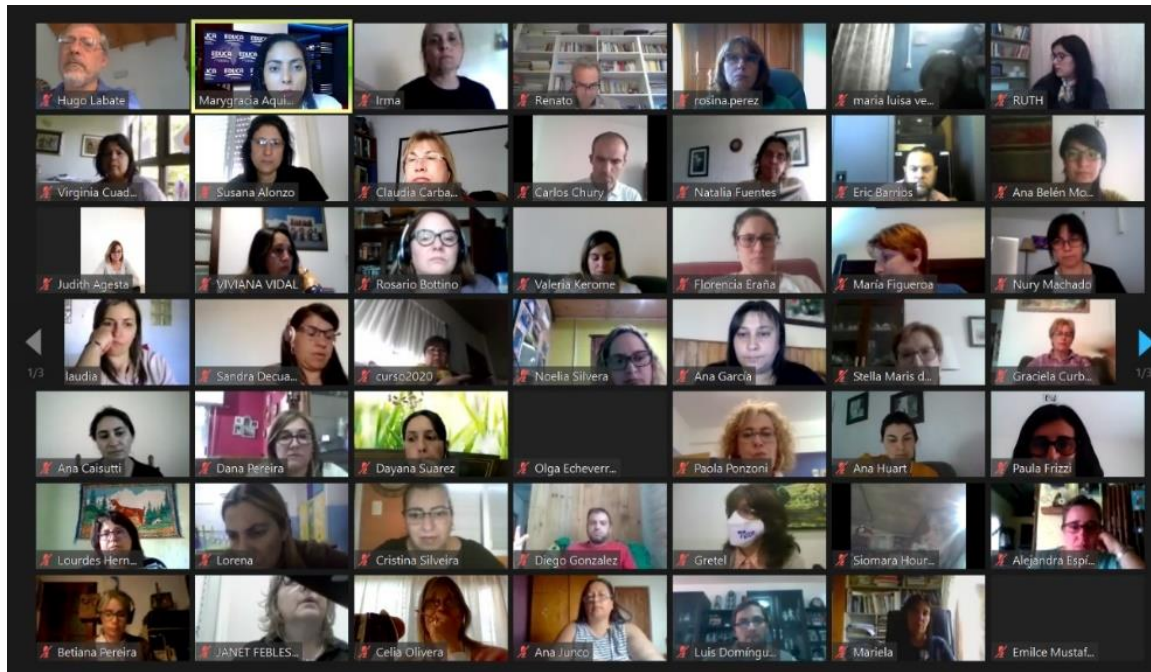 Hugo Labate
EDUCA EDUCA
Marygracia Aqui...
Irma
Renato
rosina.perez
maria luisa ve...
RUTH
Virginia Cuad...
Susana Alonzo
Claudia Carba...
Carlos Chury
Natalia Fuentes
Eric Barrios
Ana Belén Mo...
Judith Agesta
VIVIANA VIDAL
Rosario Bottino
Valeria Kerome
Florencia Eraña
María Figueroa
Nury Machado
1/3
laudia
Sandra Decua...
curso2020
Noelia Silvera
Ana García
Stella Maris d...
Graciela Curb...
1/3
Ana Caisutti
Dana Pereira
Dayana Suarez
Olga Echeverr...
Paola Ponzoni
Ana Huart
Paula Frizzi
Lourdes Hern...
Lorena
Cristina Silveira
Diego Gonzalez
Gretel
Siomara Hour...
Alejandra Espí...
Betiana Pereira
JANET FEBLES...
Celia Olivera
Ana Junco
Luis Domíngu...
Mariela
Emilce Mustaf...